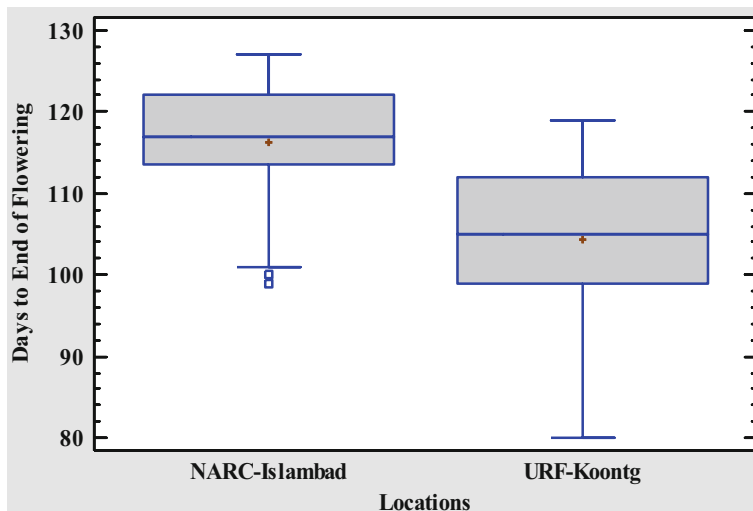 Days to End of Flowering
130
120
110
100
90
80
NARC-Islambad
URF-Koontg
Locations